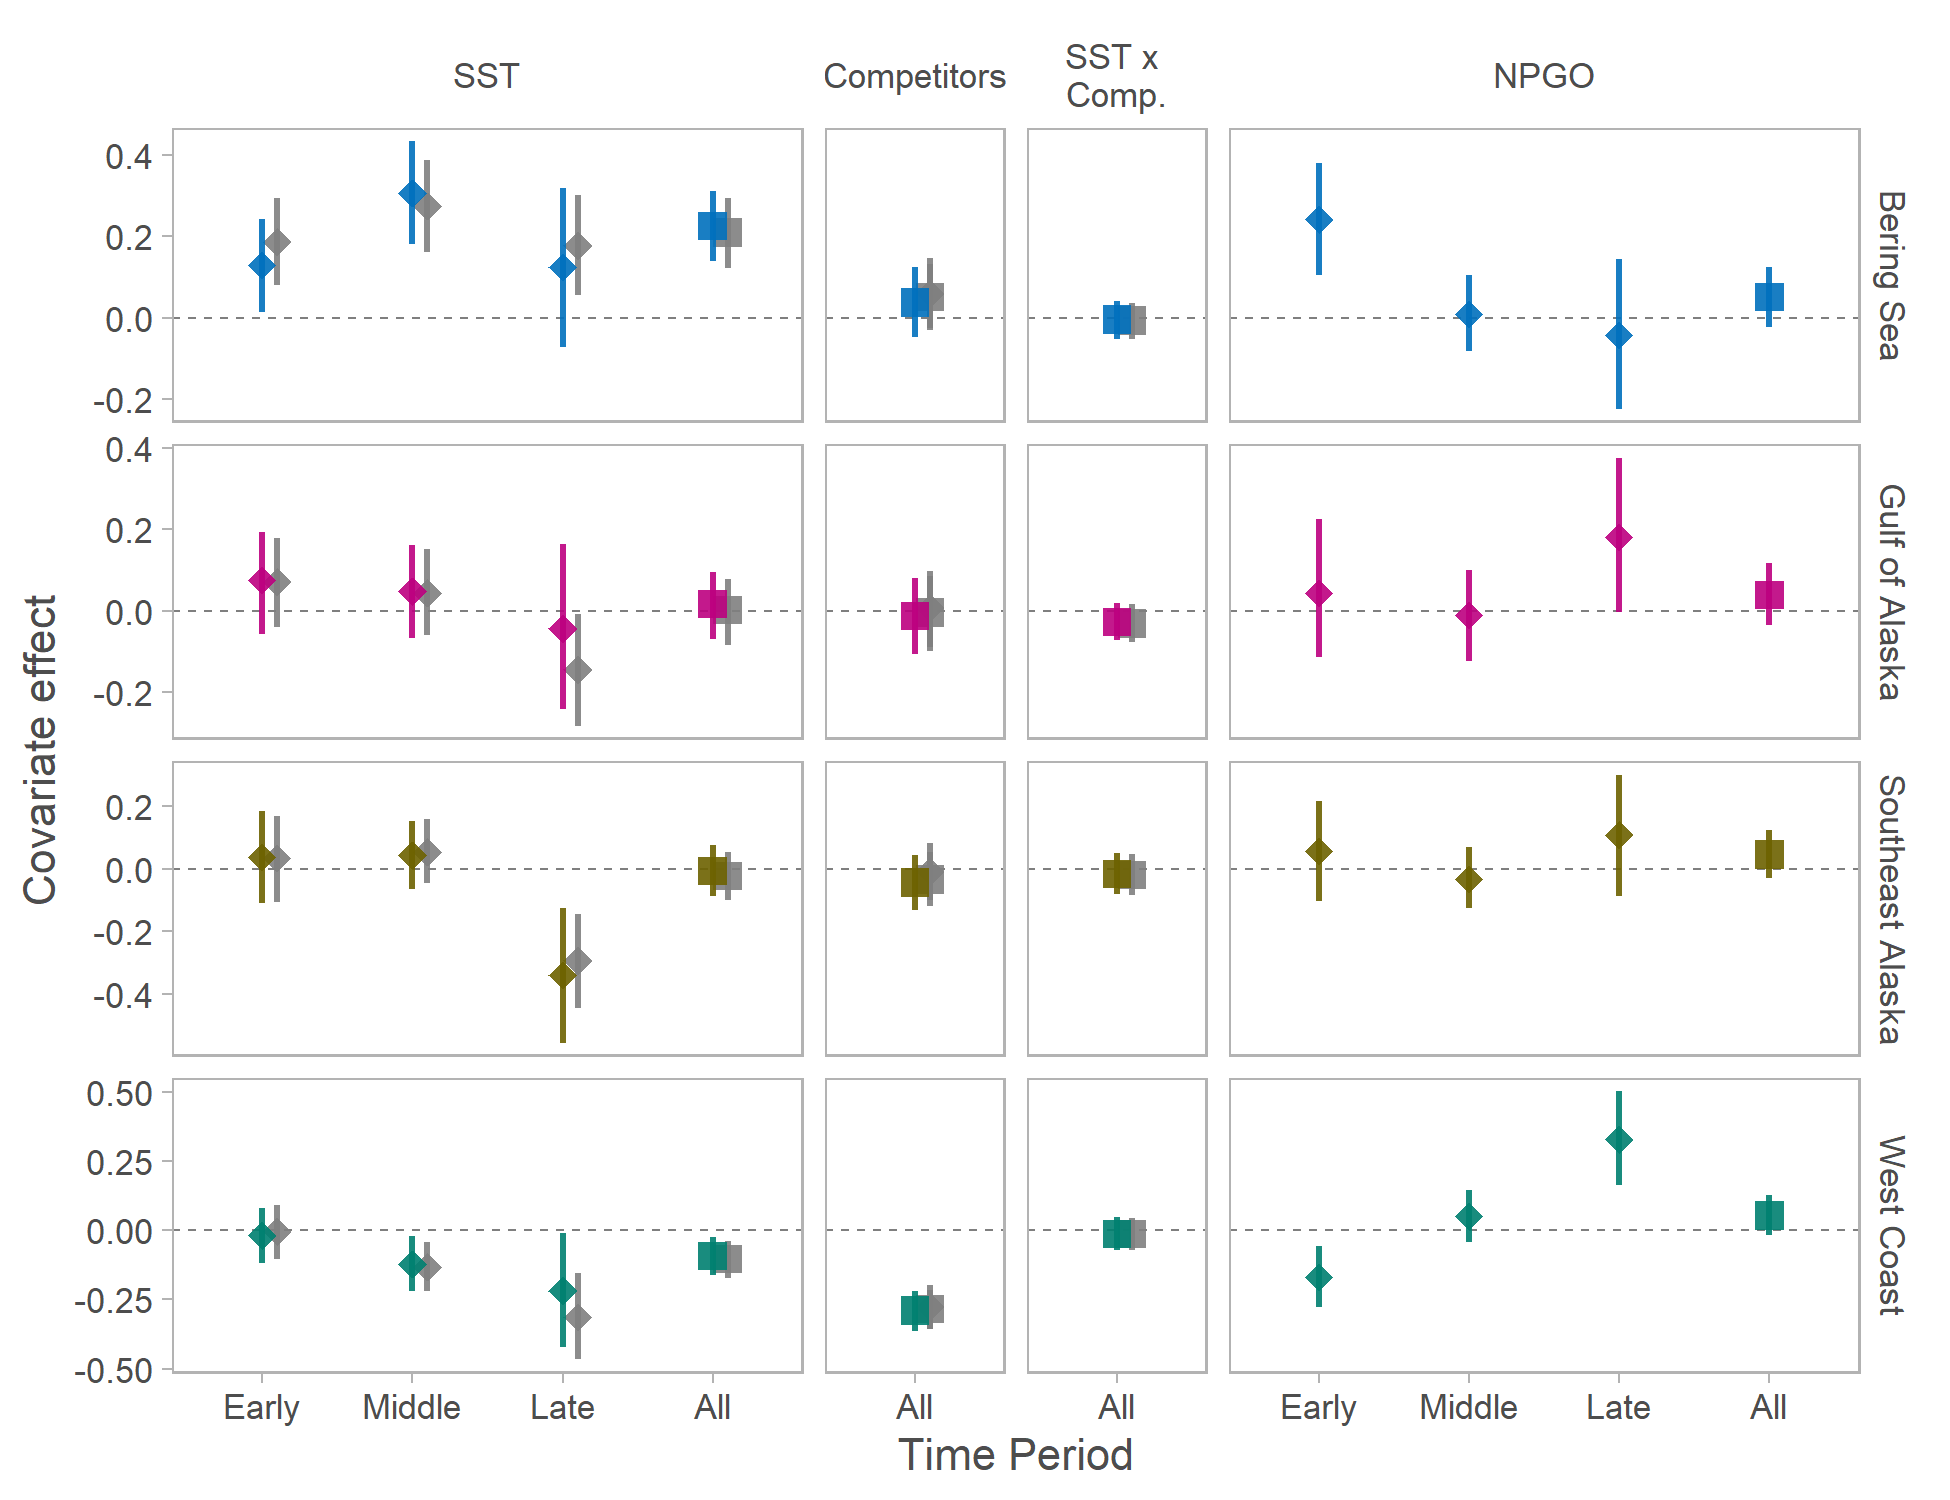 SST
Competitors
SST x
Comp.
NPGO
0.4
0.2
0.0
-0.2
Bering Sea
0.4
0.2
0.0
-0.2
Gulf of Alaska
0.2
0.0
-0.2
-0.4
Southeast Alaska
0.50
0.25
0.00
-0.25
-0.50
West Coast
Covariate effect
Early Middle Late All All All Early Middle Late All
Time Period